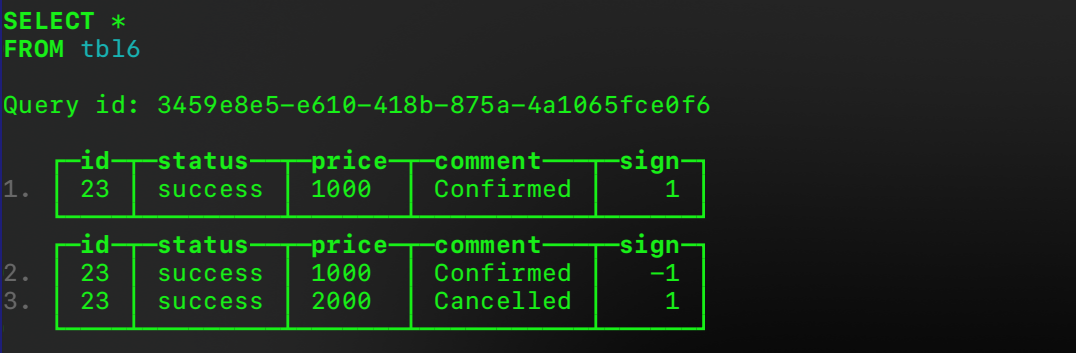 SELECT *
FROM tbl6
Query id: 3459e8e5-e610-418b-875a-4a1065fce0f6
id status price comment sign
1. 23 success 1000 Confirmed 1
id status price comment sign
2. 23 success 1000 Confirmed -1
3. 23 success 2000 Cancelled 1